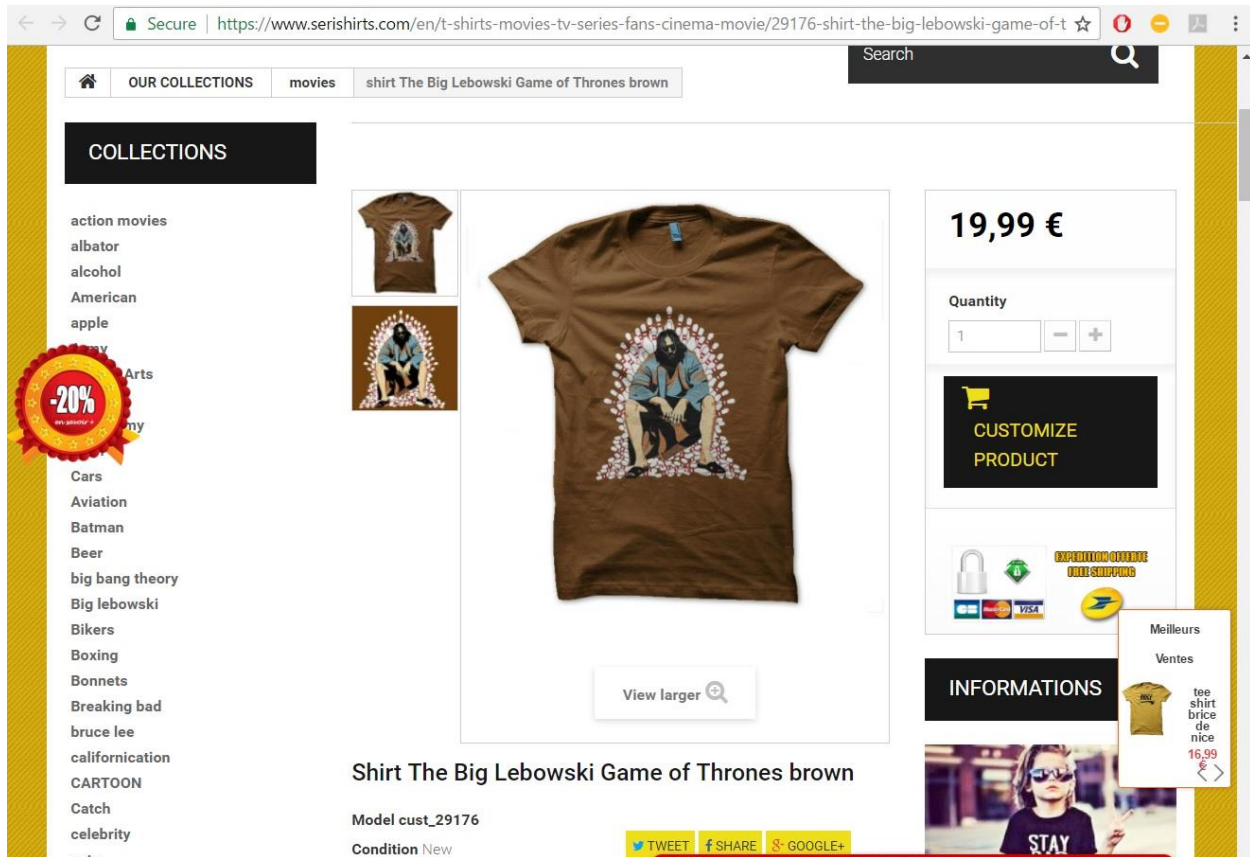 Secure | https://www.serishirts.com/en/t-shirts-movies-tv-series-fans-cinema-movie/29176-shirt-the-big-lebowski-game-of-t
Search
OUR COLLECTIONS
movies
shirt The Big Lebowski Game of Thrones brown
COLLECTIONS
action movies
albator
alcohol
American
apple
Arts
-20%
en savoir +
my
Cars
Aviation
Batman
Beer
big bang theory
Big lebowski
Bikers
Boxing
Bonnets
Breaking bad
bruce lee
californication
CARTOON
Catch
celebrity
View larger
Shirt The Big Lebowski Game of Thrones brown
Model cust_29176
Condition New
TWEET
SHARE
GOOGLE+
19,99 €
Quantity
1
CUSTOMIZE
PRODUCT
EXPEDITION OFFERTE
FREE SHIPPING
CB
MasterCard
VISA
INFORMATIONS
STAY
Meilleurs
Ventes
tee
shirt
brice
de
nice
16,99
€